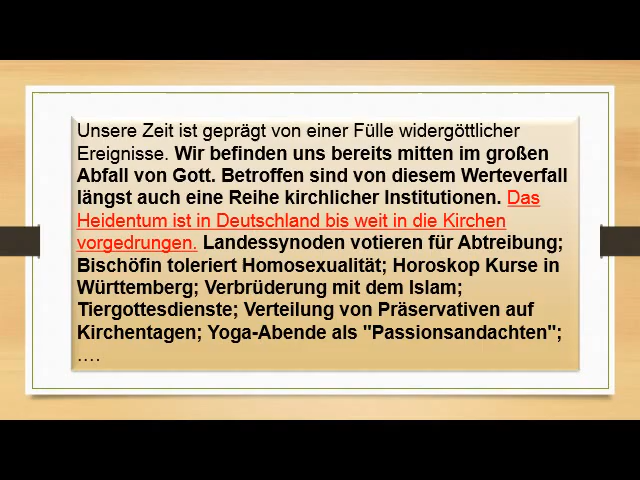 Unsere Zeit ist geprägt von einer Fülle widergöttlicher
Ereignisse. Wir befinden uns bereits mitten im großen
Abfall von Gott. Betroffen sind von diesem Werteverfall
längst auch eine Reihe kirchlicher Institutionen. Das
Heidentum ist in Deutschland bis weit in die Kirchen
vorgedrungen. Landessynoden votieren für Abtreibung;
Bischöfin toleriert Homosexualität; Horoskop Kurse in
Württemberg; Verbrüderung mit dem Islam;
Tiergottesdienste; Verteilung von Präservativen auf
Kirchentagen; Yoga-Abende als "Passionsandachten";
....